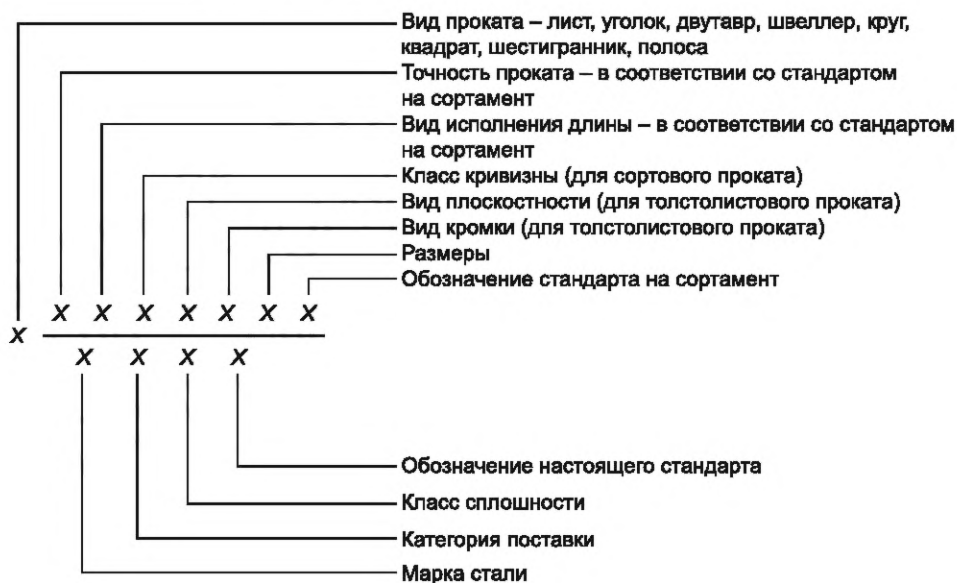 Вид проката – лист, уголок, двутавр, швеллер, круг,
квадрат, шестигранник, полоса
Точность проката – в соответствии со стандартом
на сортамент
Вид исполнения длины – в соответствии со стандартом
на сортамент
Класс кривизны (для сортового проката)
Вид плоскостности (для толстолистового проката)
Вид кромки (для толстолистового проката)
Размеры
Обозначение стандарта на сортамент
X X X X X X X
X
X X X X
Обозначение настоящего стандарта
Класс сплошности
Категория поставки
Марка стали